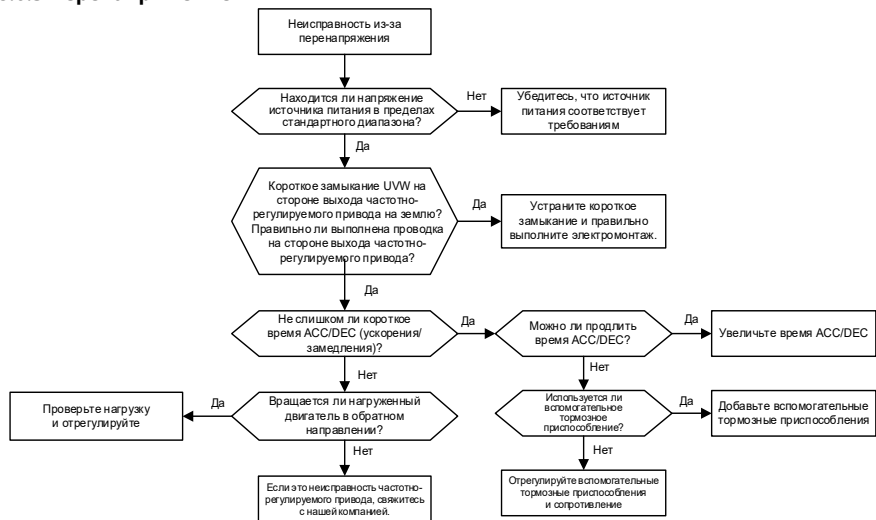 Неисправность из-за
перенапряжения
Находится ли напряжение
источника питания в пределах
стандартного диапазона?
Нет
Убедитесь, что источник
питания соответствует
требованиям
Да
Короткое замыкание UVW на
стороне выхода частотно-
регулируемого привода на землю?
Правильно ли выполнена проводка
на стороне выхода частотно-
регулируемого привода?
Да
Устраните короткое
замыкание и правильно
выполните электромонтаж.
Да
Не слишком ли короткое
время ACC/DEC (ускорения/
замедления)?
Да
Можно ли продлить
время ACC/DEC?
Да
Увеличьте время ACC/DEC
Нет
Нет
Проверьте нагрузку
и отрегулируйте
Да
Вращается ли нагруженный
двигатель в обратном
направлении?
Используется ли
вспомогательное
тормозное
приспособление?
Да
Добавьте вспомогательные
тормозные приспособления
Нет
Нет
Если это неисправность частотно-
регулируемого привода, свяжитесь
с нашей компанией.
Отрегулируйте вспомогательные
тормозные приспособления
и сопротивление